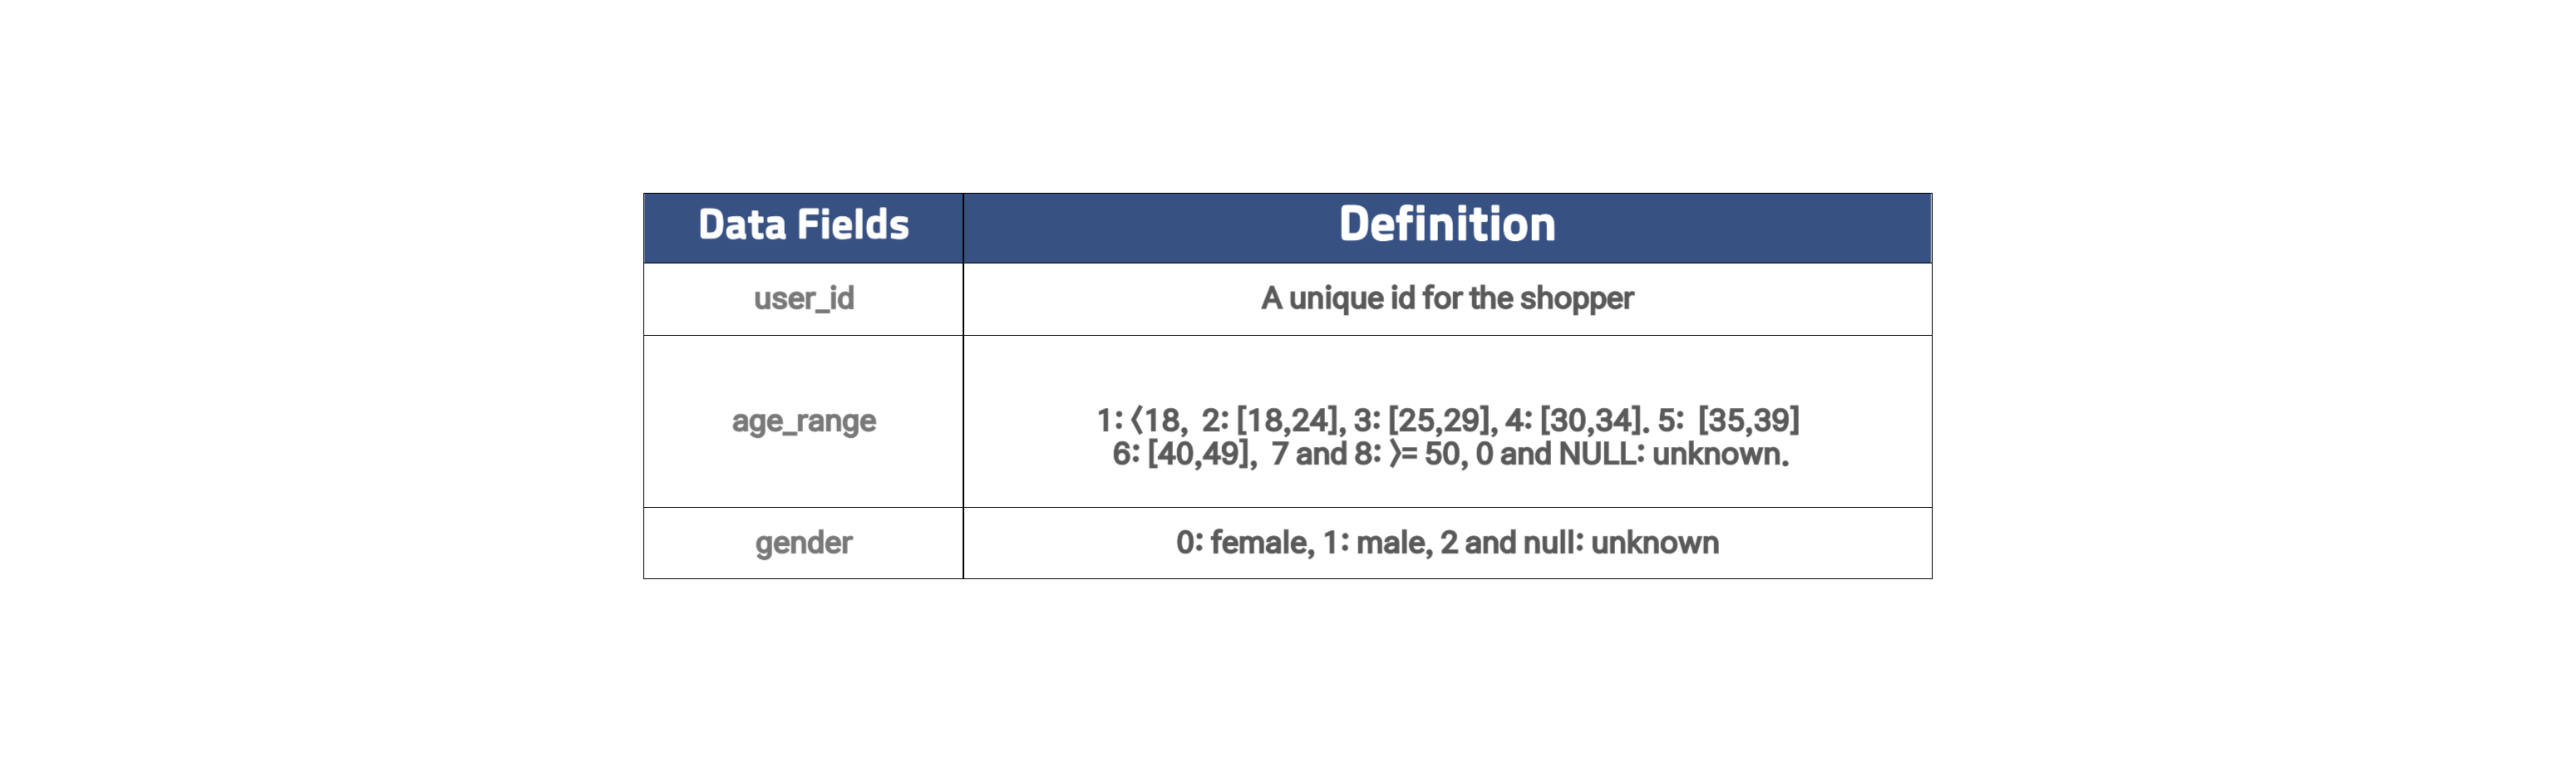 Data Fields Definition
user_id A unique id for the shopper
age_range 1: <18, 2: [18,24], 3: [25,29], 4: [30,34]. 5: [35,39]
6: [40,49], 7 and 8: >= 50, 0 and NULL: unknown.
gender 0: female, 1: male, 2 and null: unknown